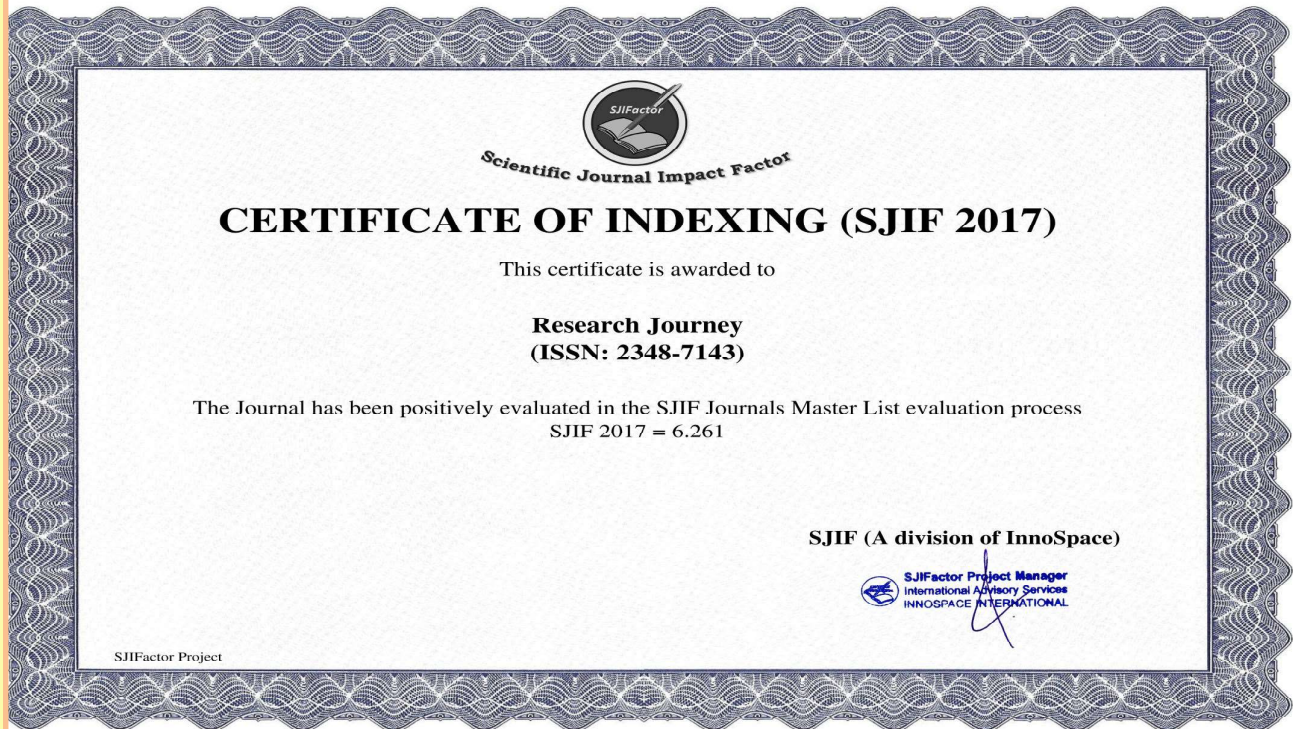 SJIFactor
Scientific Journal Impact Factor
CERTIFICATE OF INDEXING (SJIF 2017)
This certificate is awarded to
Research Journey
(ISSN: 2348-7143)
The Journal has been positively evaluated in the SJIF Journals Master List evaluation process
SJIF 2017 = 6.261
SJIF (A division of InnoSpace)
SJIFactor Project Manager
International Advisory Services
INNOSPACE INTERNATIONAL
SJIFactor Project